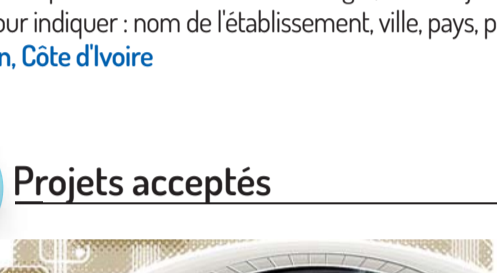 our indiquer : nom de l'établissement, ville, pays, p
n, Côte d'Ivoire
Projets acceptés